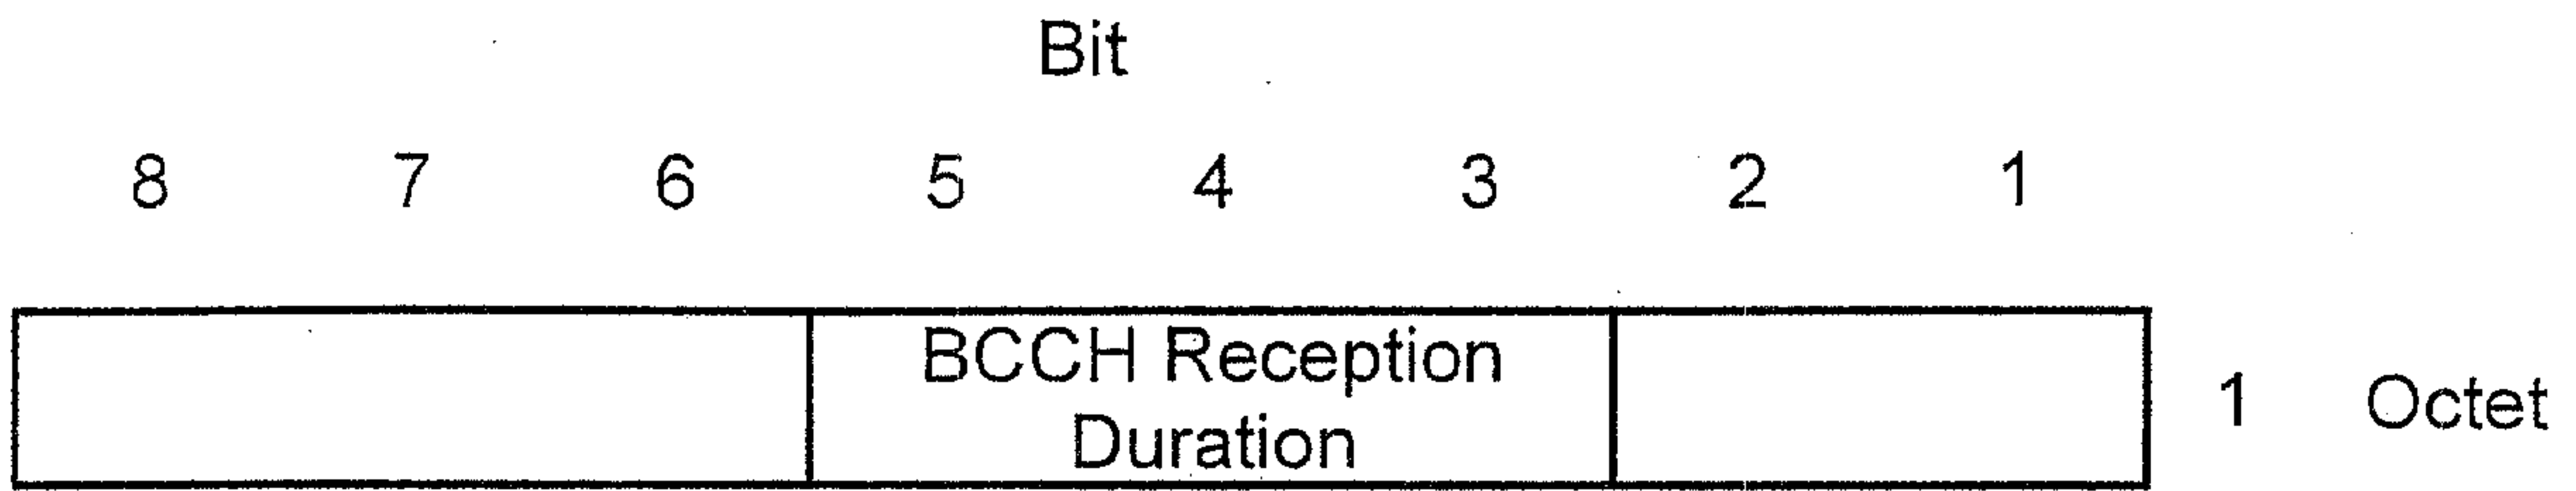 Bit
8 7 6 5 4 3 2 1
BCCH Reception
Duration
1 Octet